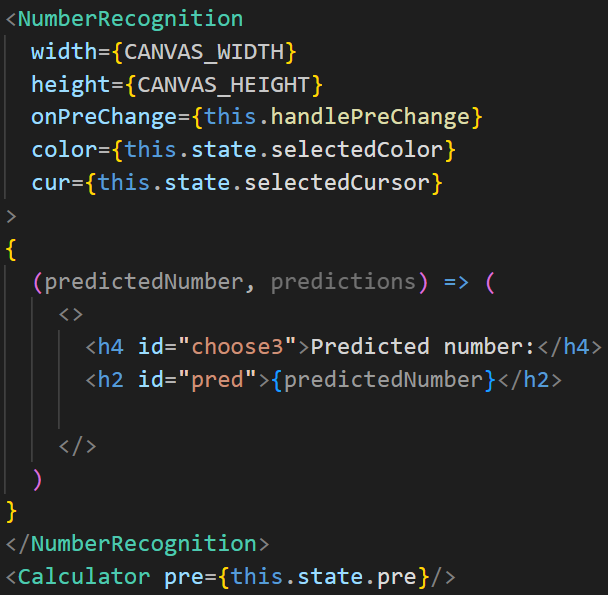 <NumberRecognition
width={CANVAS_WIDTH}
height={CANVAS_HEIGHT}
onPreChange={this.handlePreChange}
color={this.state.selectedColor}
cur={this.state.selectedCursor}
>
{
(predictedNumber, predictions) => (
<>
<h4 id="choose3">Predicted number:</h4>
<h2 id="pred">{predictedNumber}</h2>
</>
)
}
</NumberRecognition>
<Calculator pre={this.state.pre}/>